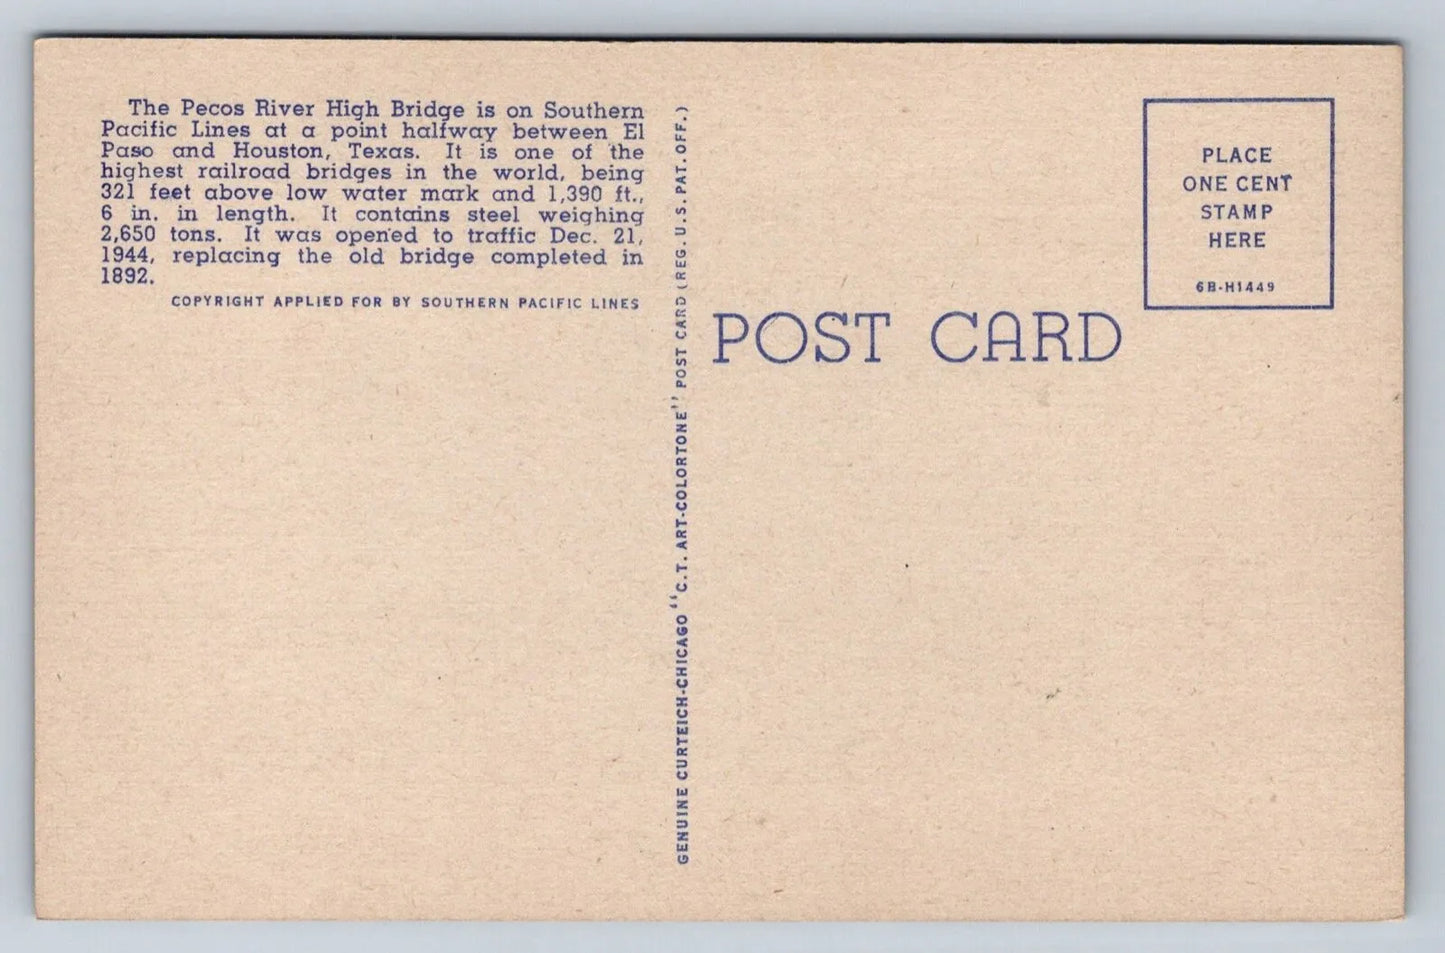 The Pecos River High Bridge is on Southern
Pacific Lines at a point halfway between El
Paso and Houston, Texas. It is one of the
highest railroad bridges in the world, being
321 feet above low water mark and 1,390 ft.,
6 in. in length. It contains steel weighing
2,650 tons. It was opened to traffic Dec. 21,
1944, replacing the old bridge completed in
1892.
COPYRIGHT APPLIED FOR BY SOUTHERN PACIFIC LINES
GENUINE CURTEICH-CHICAGO "C.T. ART-COLORTONE" POST CARD (REG. U.S. PAT. OFF.)
POST CARD
PLACE
ONE CENT
STAMP
HERE
6B-H1449